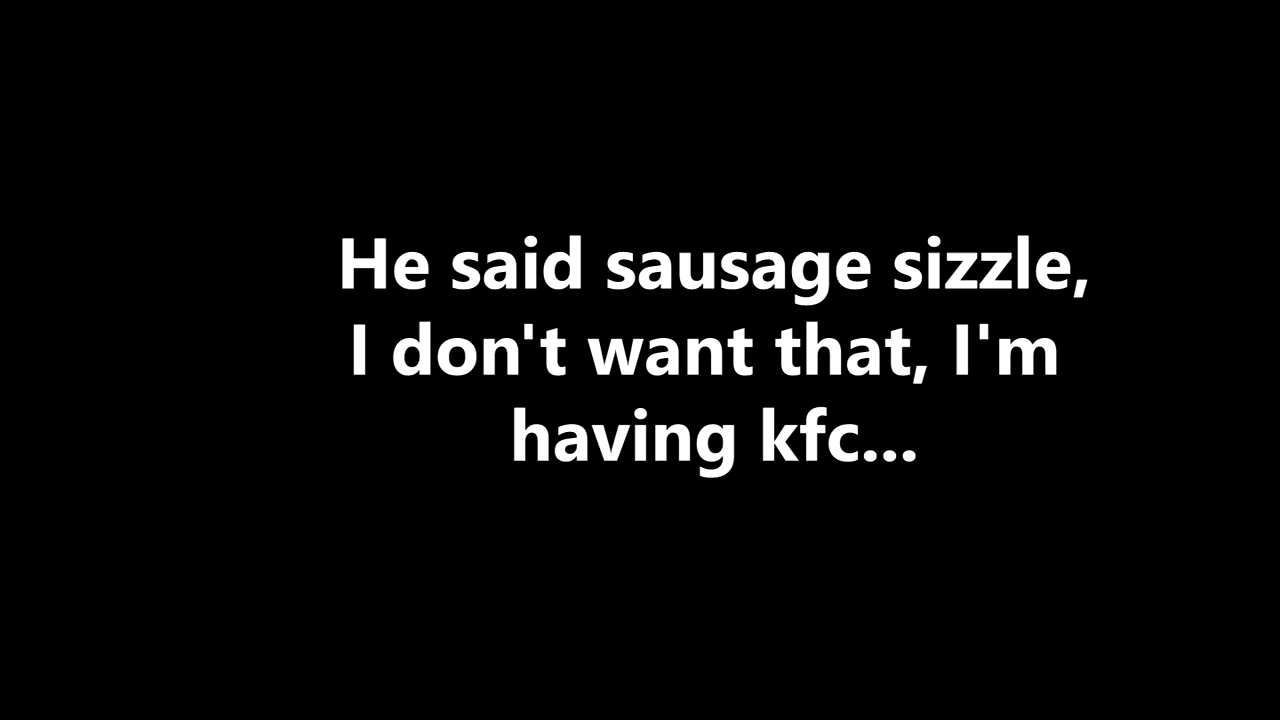 He said sausage sizzle,
I don't want that, I'm
having kfc...